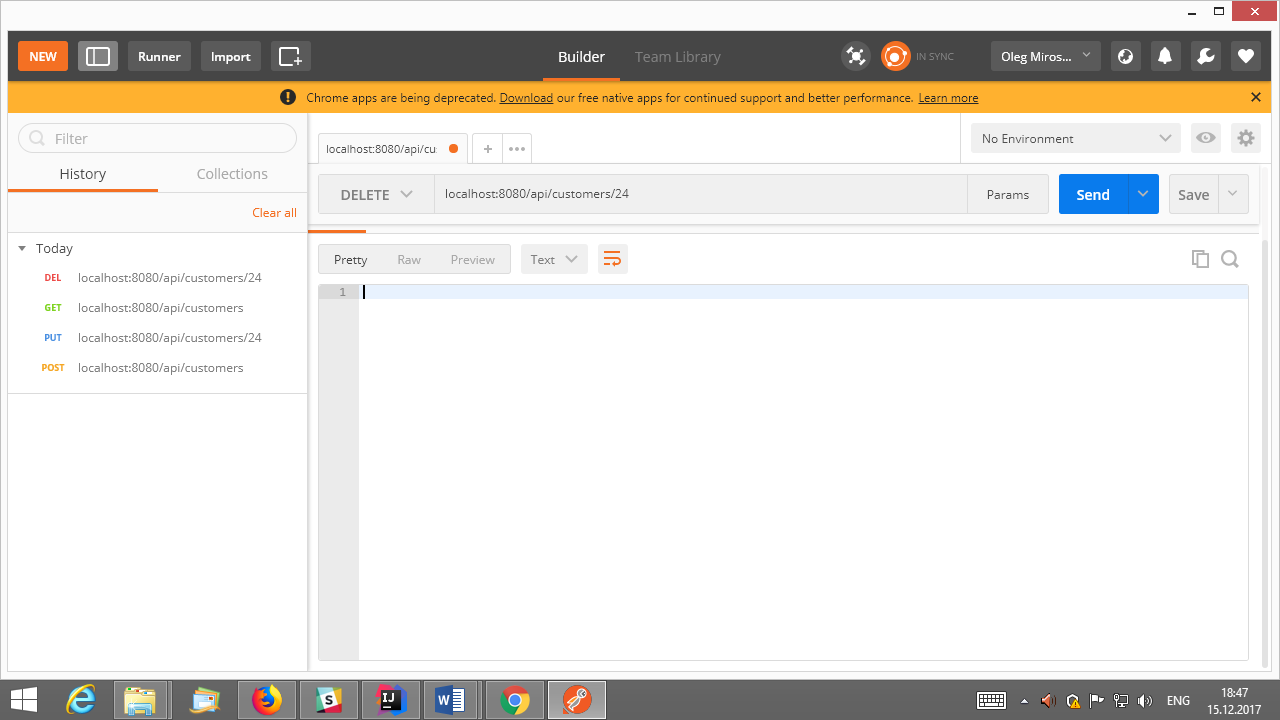 NEW
Runner
Import
Builder
Team Library
IN SYNC
Oleg Miros...
Chrome apps are being deprecated. Download our free native apps for continued support and better performance. Learn more
Filter
History
Collections
Clear all
Today
DEL localhost:8080/api/customers/24
GET localhost:8080/api/customers
PUT localhost:8080/api/customers/24
POST localhost:8080/api/customers
localhost:8080/api/cu
No Environment
DELETE
localhost:8080/api/customers/24
Params
Send
Save
Pretty
Raw
Preview
Text
1
ENG
18:47
15.12.2017